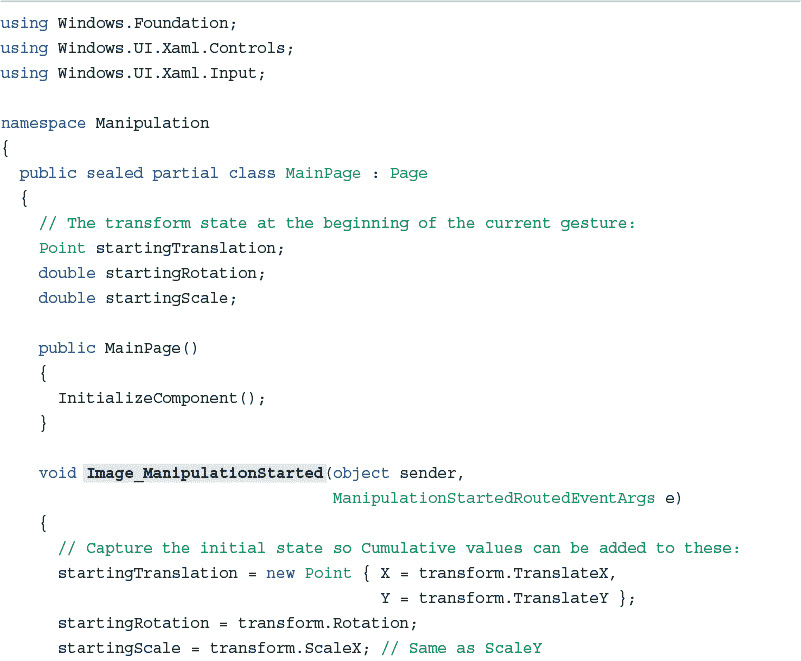 using Windows.Foundation;
using Windows.UI.Xaml.Controls;
using Windows.UI.Xaml.Input;

namespace Manipulation
{
  public sealed partial class MainPage : Page
  {
    // The transform state at the beginning of the current gesture:
    Point startingTranslation;
    double startingRotation;
    double startingScale;

    public MainPage()
    {
      InitializeComponent();
    }

    void Image_ManipulationStarted(object sender,
                                   ManipulationStartedRoutedEventArgs e)
    {
      // Capture the initial state so Cumulative values can be added to these:
      startingTranslation = new Point { X = transform.TranslateX,
                                        Y = transform.TranslateY };
      startingRotation = transform.Rotation;
      startingScale = transform.ScaleX; // Same as ScaleY